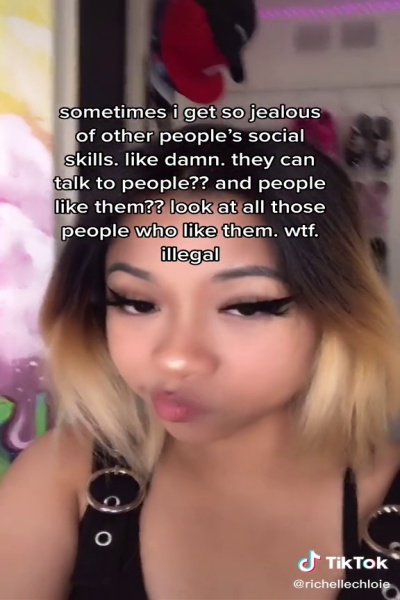 sometimes i get so jealous
of other people's social
skills. like damn. they can
talk to people?? and people
like them?? look at all those
people who like them. wtf.
illegal
TikTok
@richellechloie